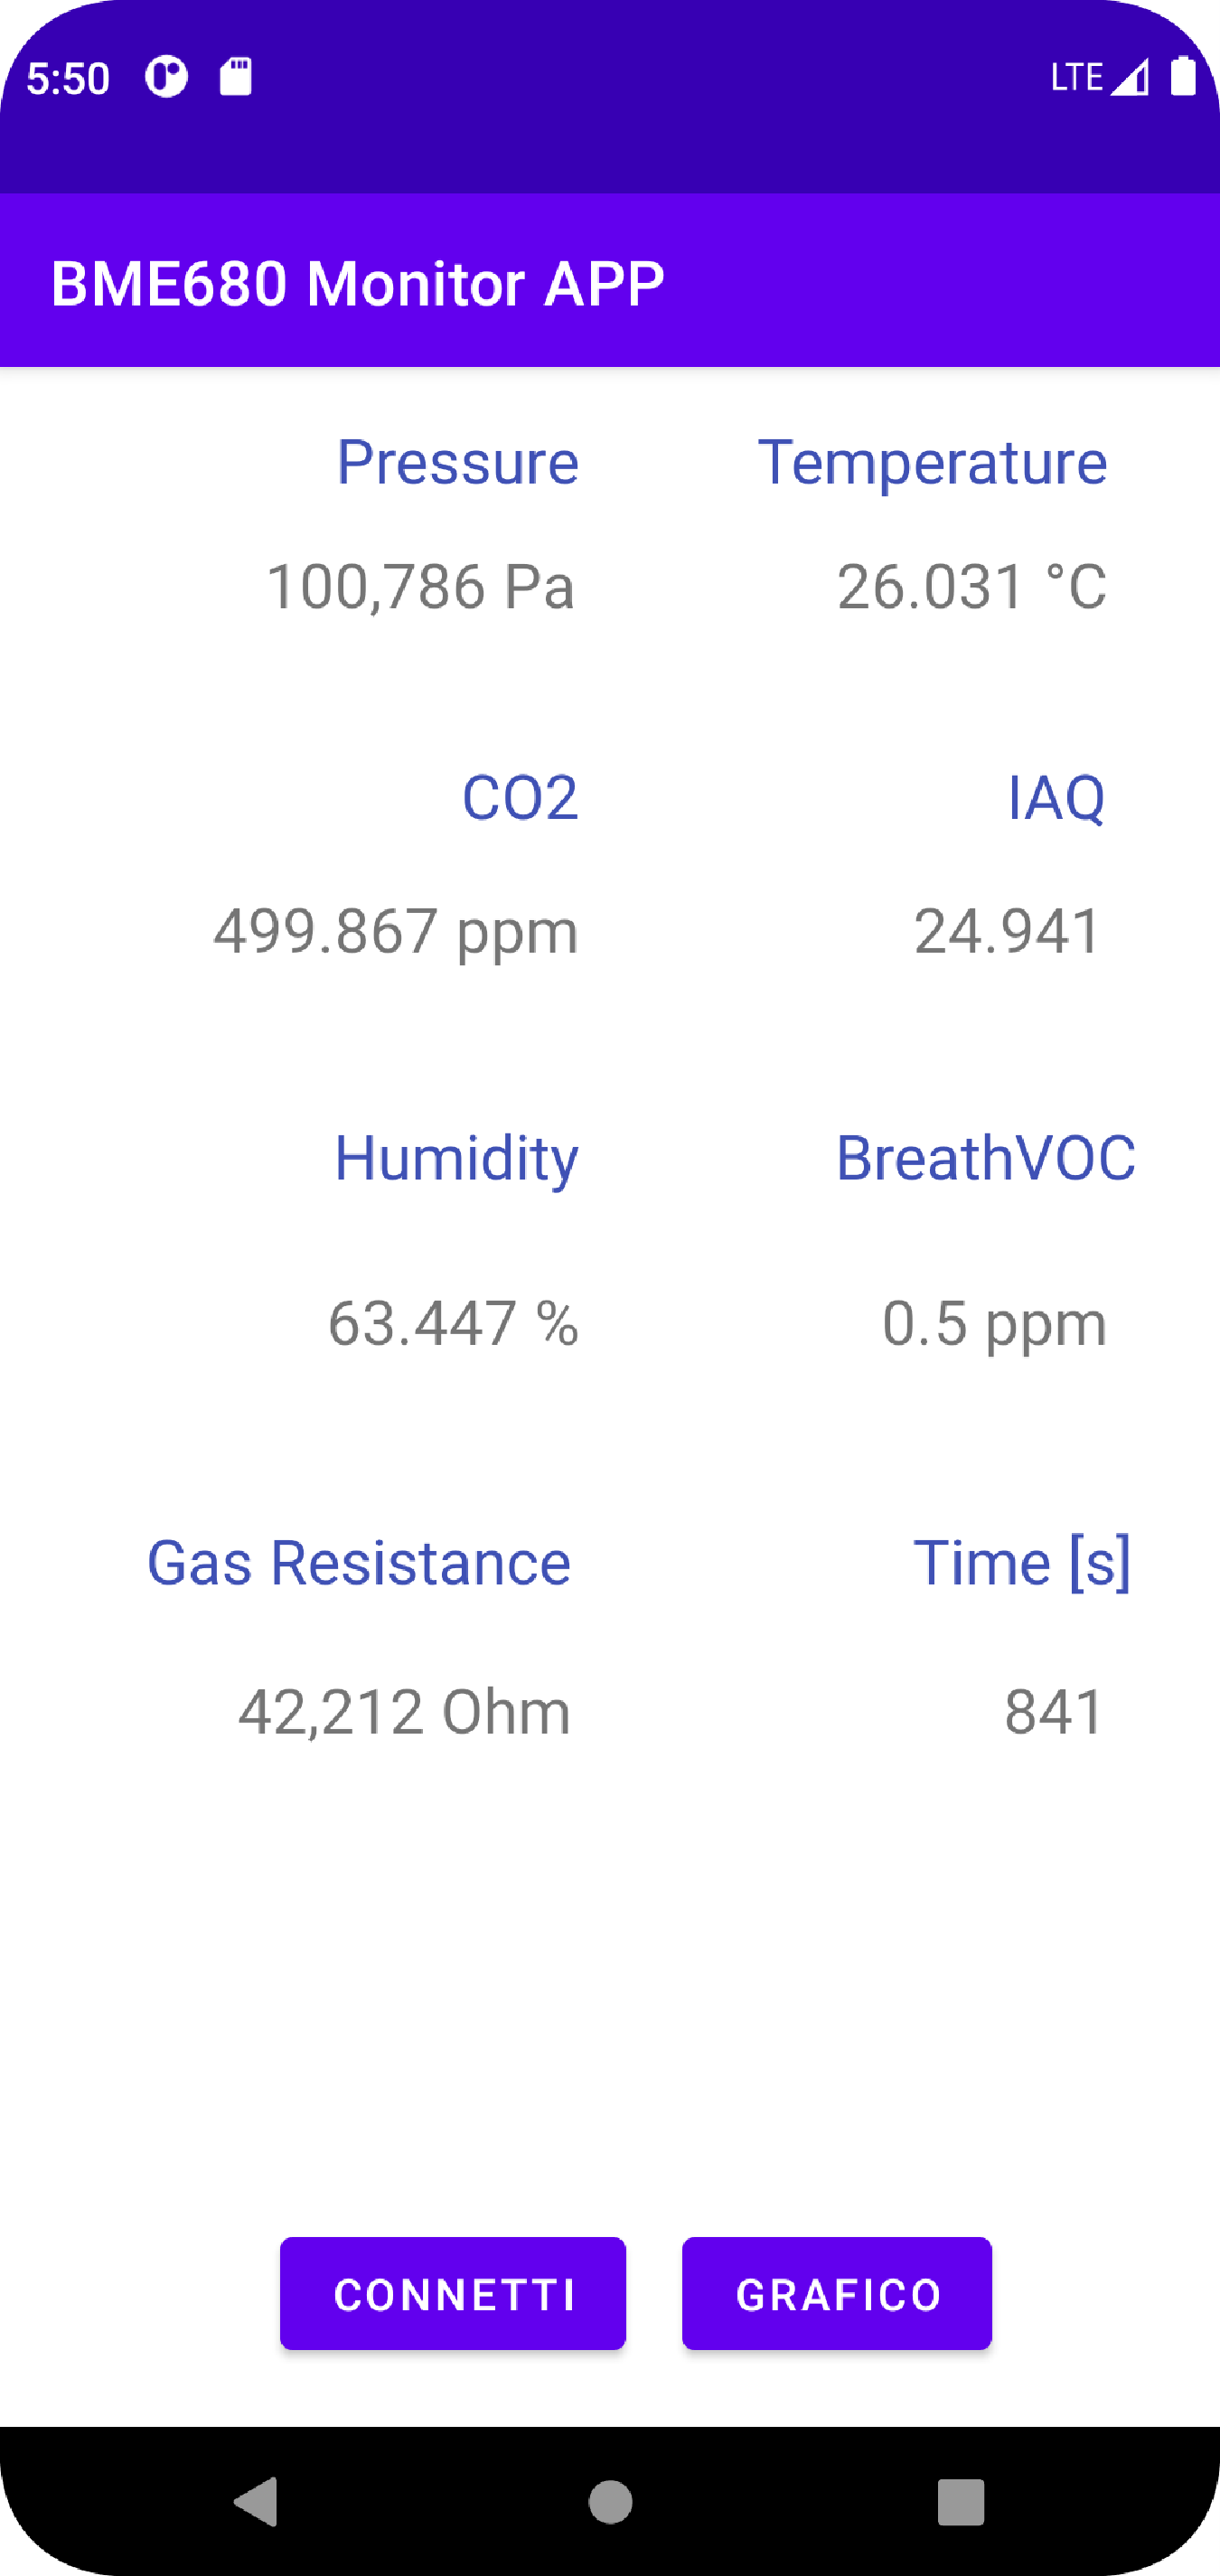 5:50 LTE
BME680 Monitor APP
Pressure Temperature
100,786 Pa 26.031 °C
CO2 IAQ
499.867 ppm 24.941
Humidity BreathVOC
63.447 % 0.5 ppm
Gas Resistance Time [s]
42,212 Ohm 841
CONNETTI GRAFICO